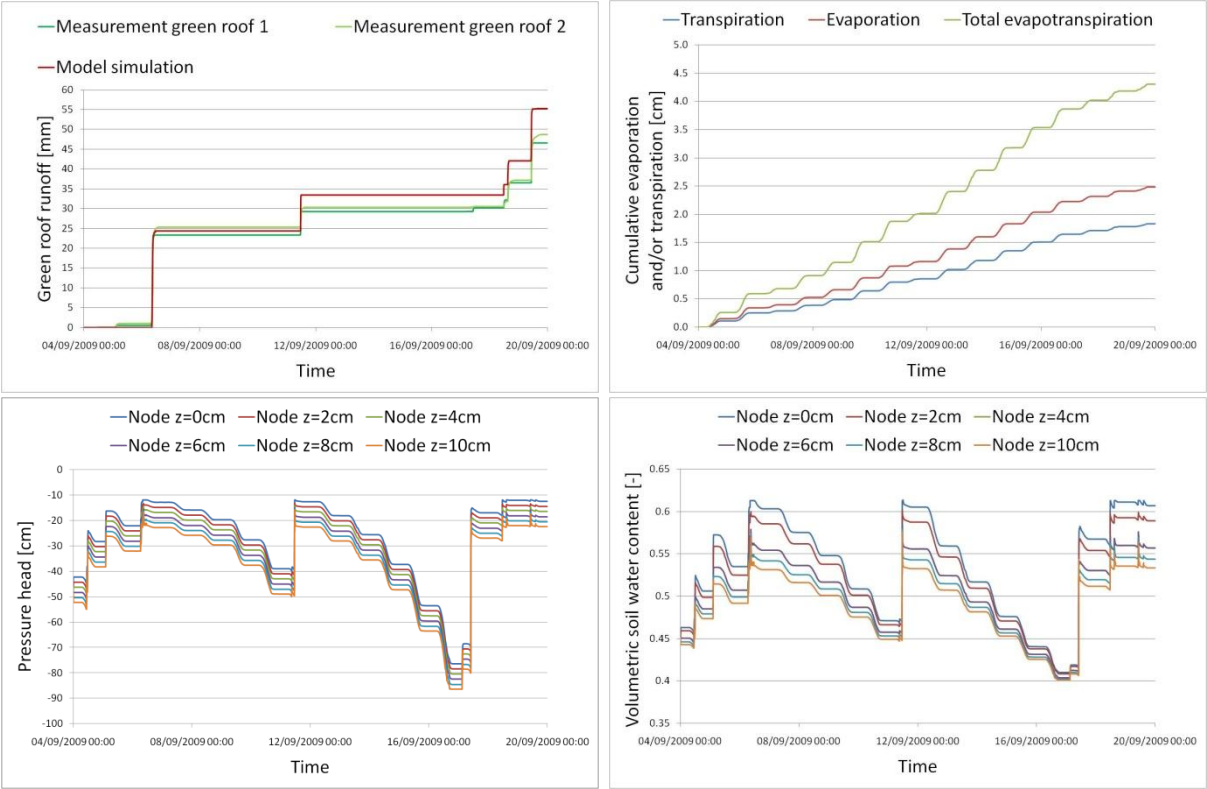 Measurement green roof 1 Measurement green roof 2
Model simulation
Green roof runoff [mm]
60
55
50
45
40
35
30
25
20
15
10
5
0
04/09/2009 00:00 08/09/2009 00:00 12/09/2009 00:00 16/09/2009 00:00 20/09/2009 00:00
Time
Transpiration Evaporation Total evapotranspiration
Cumulative evaporation
and/or transpiration [cm]
5.0
4.5
4.0
3.5
3.0
2.5
2.0
1.5
1.0
0.5
0.0
04/09/2009 00:00 08/09/2009 00:00 12/09/2009 00:00 16/09/2009 00:00 20/09/2009 00:00
Time
Node z=0cm Node z=2cm Node z=4cm
Node z=6cm Node z=8cm Node z=10cm
Pressure head [cm]
0
-10
-20
-30
-40
-50
-60
-70
-80
-90
-100
04/09/2009 00:00 08/09/2009 00:00 12/09/2009 00:00 16/09/2009 00:00 20/09/2009 00:00
Time
Node z=0cm Node z=2cm Node z=4cm
Node z=6cm Node z=8cm Node z=10cm
Volumetric soil water content [-]
0.65
0.6
0.55
0.5
0.45
0.4
0.35
04/09/2009 00:00 08/09/2009 00:00 12/09/2009 00:00 16/09/2009 00:00 20/09/2009 00:00
Time